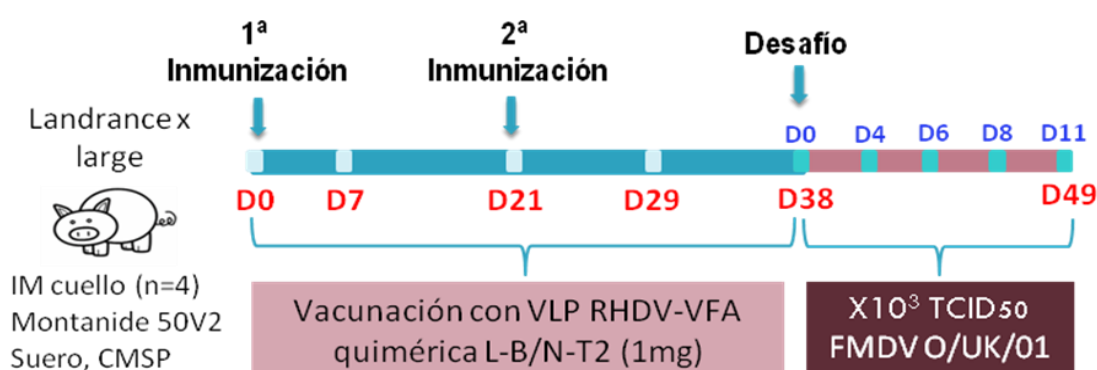 1ª
Inmunización
2ª
Inmunización
Desafío
Landrance x
large
D0 D4 D6 D8 D11
D0 D7 D21 D29 D38 D49
IM cuello (n=4)
Montanide 50V2
Suero, CMSP
Vacunación con VLP RHDV-VFA
quimérica L-B/N-T2 (1mg)
X10³ TCID50
FMDV O/UK/01